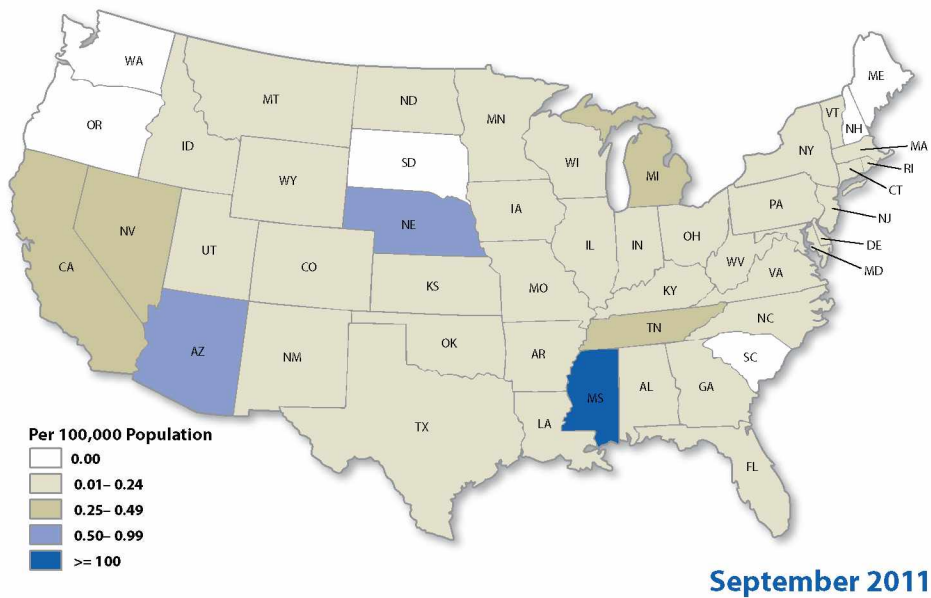 WA
ME
MT
ND
VT
MN
OR
NH
MA
ID
NY
WI
SD
RI
MI
WY
CT
IA
PA
NE
NJ
NV
OH
IL
IN
DE
UT
CA
CO
WV
MD
VA
KS
MO
KY
NC
TN
OK
AZ
AR
NM
SC
MS
AL
GA
TX
LA
Per 100,000 Population
FL
0.00
0.01– 0.24
0.25– 0.49
0.50– 0.99
>= 100
September 2011